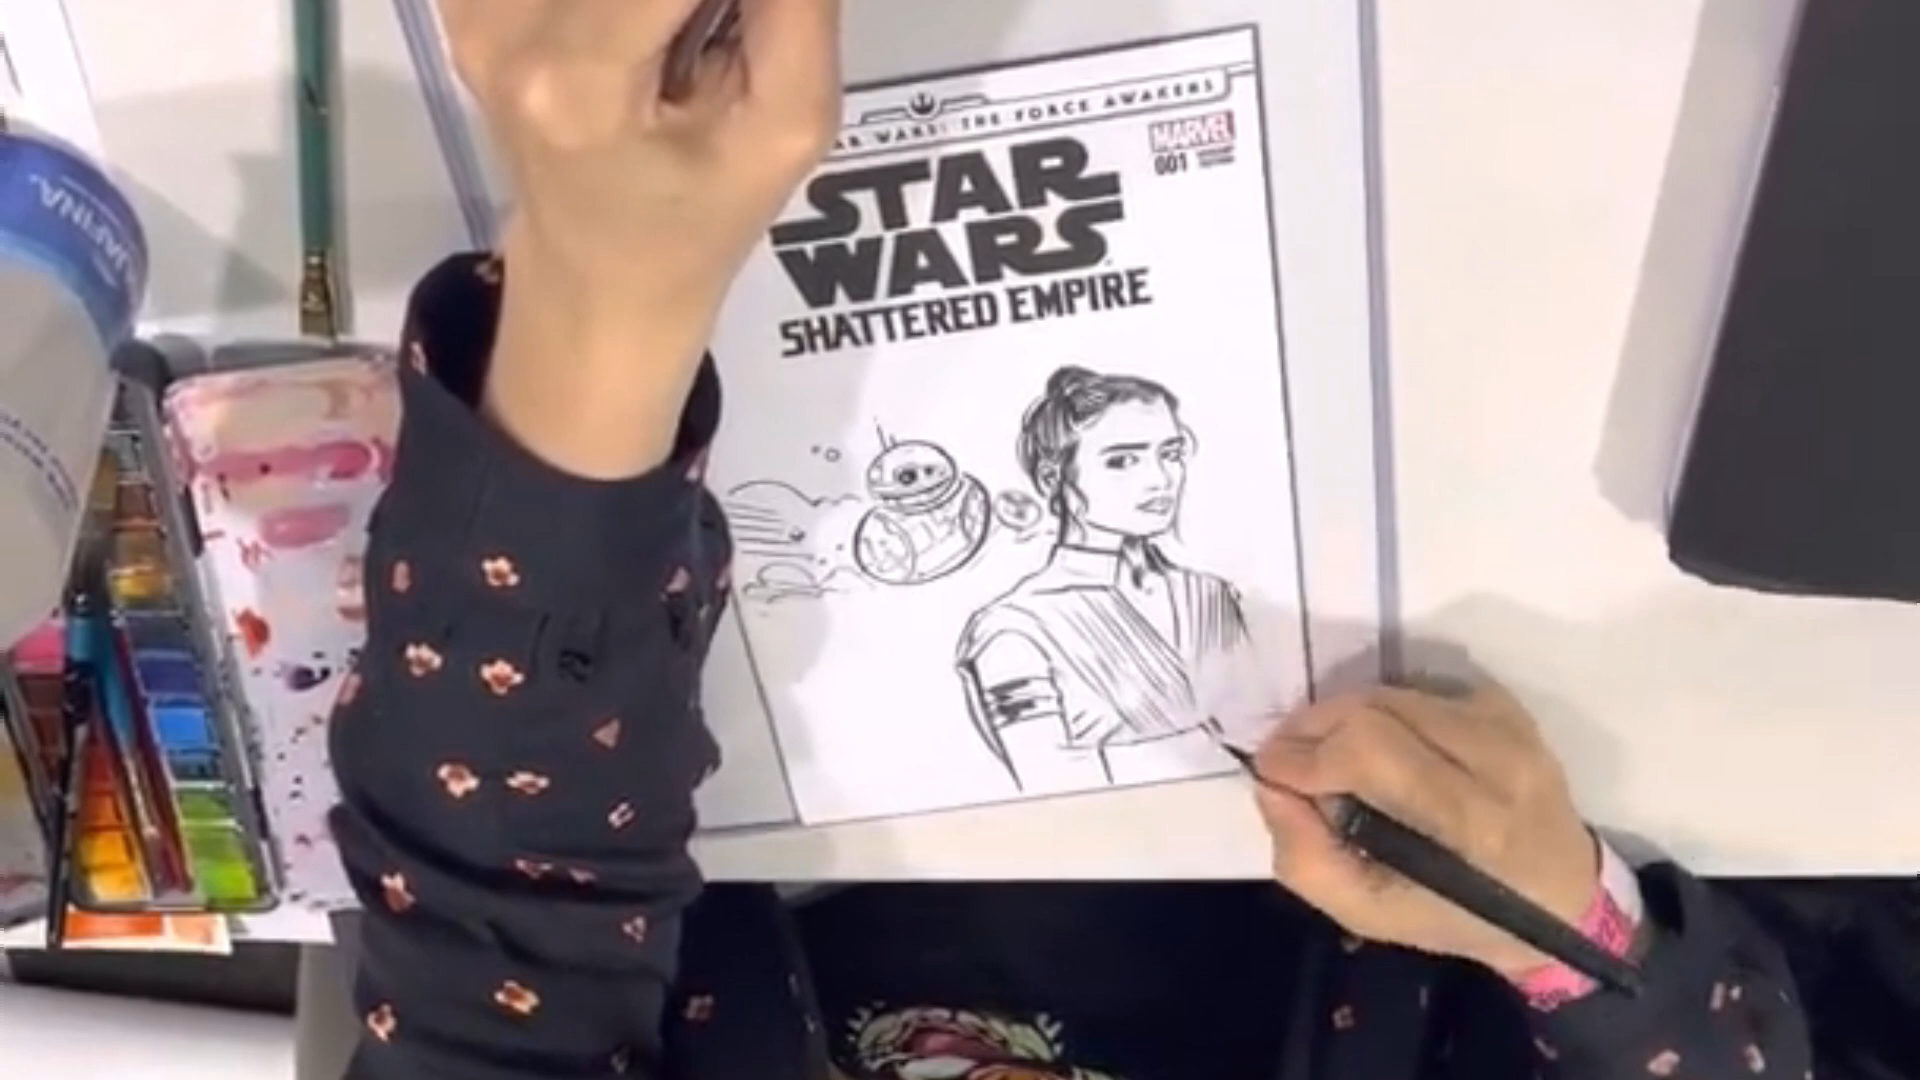 AR WARS: THE FORCE AWAKENS
MARVEL
001
STAR
WARS
SHATTERED EMPIRE